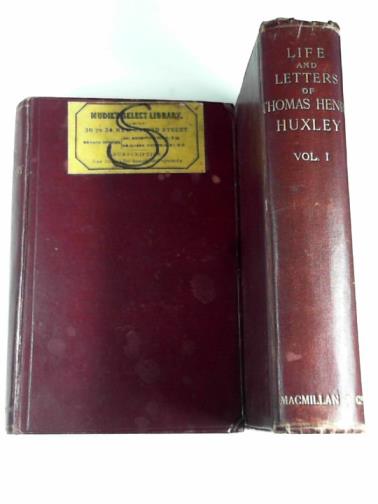 MUDIE'S SELECT LIBRARY.
30 TO 34, NEW OXFORD STREET
SUBSCRIPTION
S
LIFE
AND
LETTERS
OF
THOMAS HENR
HUXLEY
VOL. I
MACMILLAN & Co